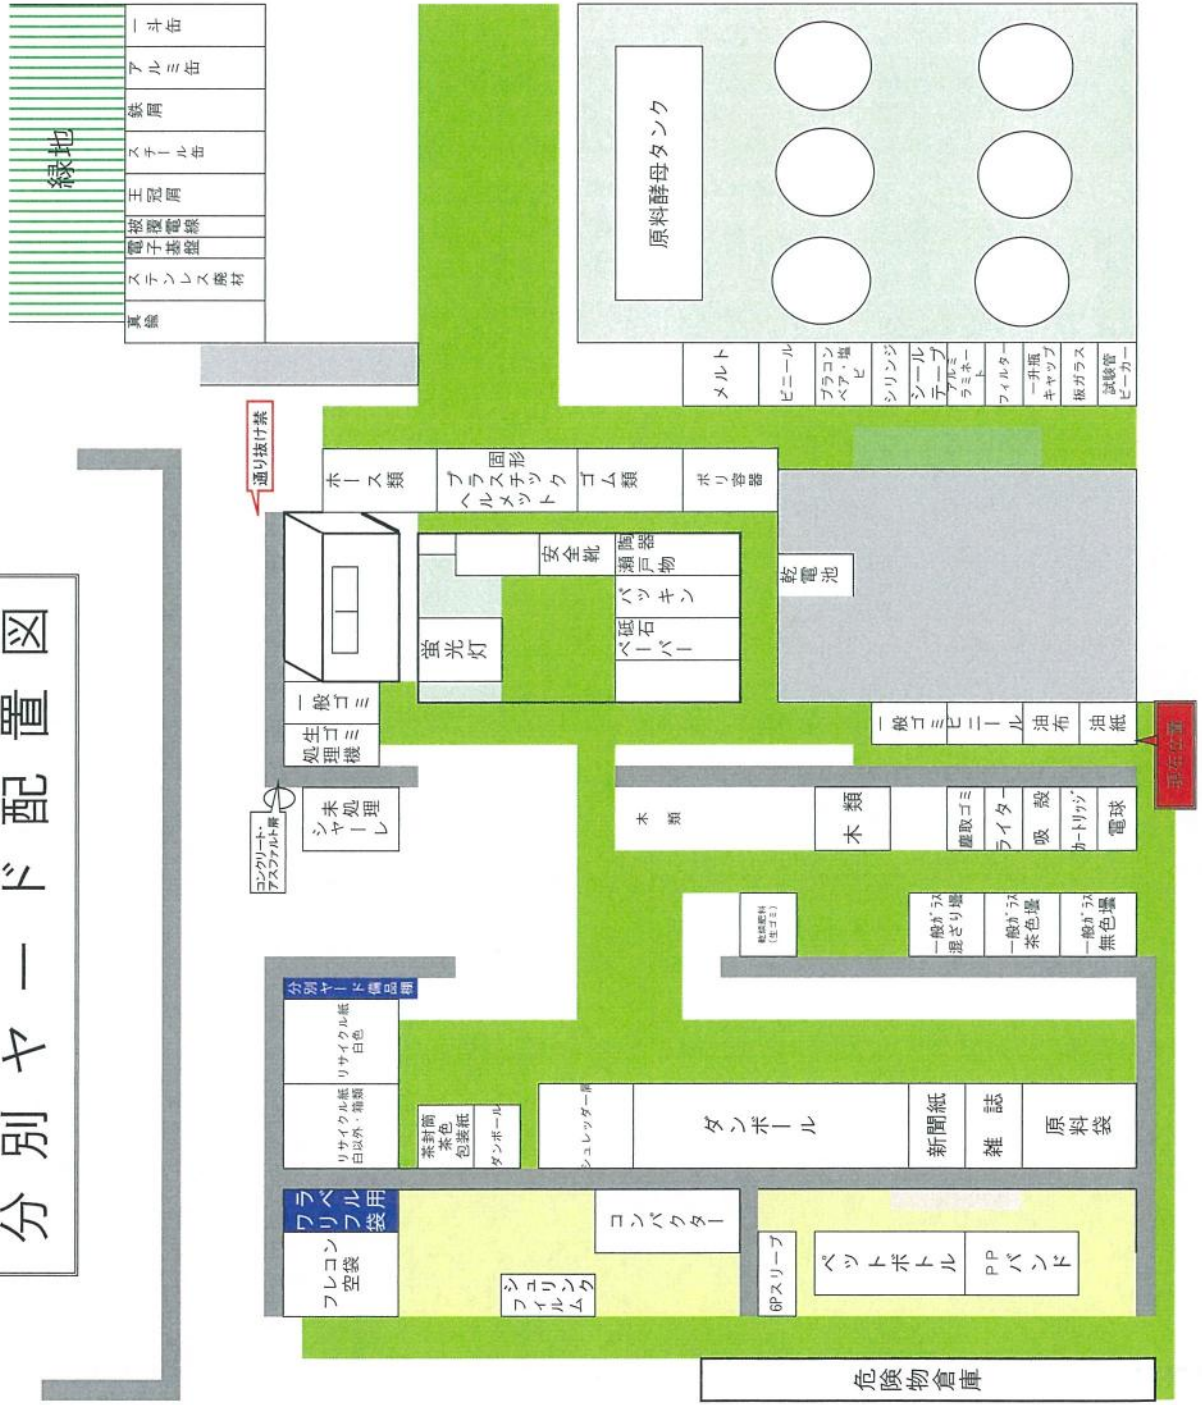 分別ヤード配置図
緑地
一斗缶
アルミ缶
鉄屑
スチール缶
王冠屑
被覆電線
電子基盤
ステンレス廃材
真鍮
通り抜け禁
原料酵母タンク
メルト
ビニール
プラコン
ベア・塩
ビ
シリンジ
シール
テープ
アルミ
ラミネー
ト
フィルター
一升瓶
キャップ
板ガラス
試験管
ビーカー
ホース
類
固形
プラスチック
ヘルメット
ゴム
類
ポリ
容器
安全
靴
陶器
瀬戸
物
パッ
キン
砥石
ペー
パー
蛍光
灯
乾電
池
一般
ゴミ
生ゴミ
処理
機
一般
ゴミ
ビニ
ール
油
布
油
紙
現在位置
コンクリート・
アスファルト屑
未処理
シャーレ
木
類
木類
塵取ゴミ
ライター
吸殻
カートリッジ
電球
乾燥肥料
(生ゴミ)
一般ガラス
混ざり壜
一般ガラス
茶色壜
一般ガラス
無色壜
分別ヤード備品棚
リサイクル紙
白色
リサイクル紙
白以外・箱類
茶封筒
茶色
包装紙
ダンボール
シュレッダー屑
ダンボール
新聞紙
雑誌
原料
袋
ラベル用
ワリフ
袋
フレコン
空袋
コンパクター
シュリンク
フィルム
6Pスリーブ
ペットボトル
PP
バンド
危険物倉庫